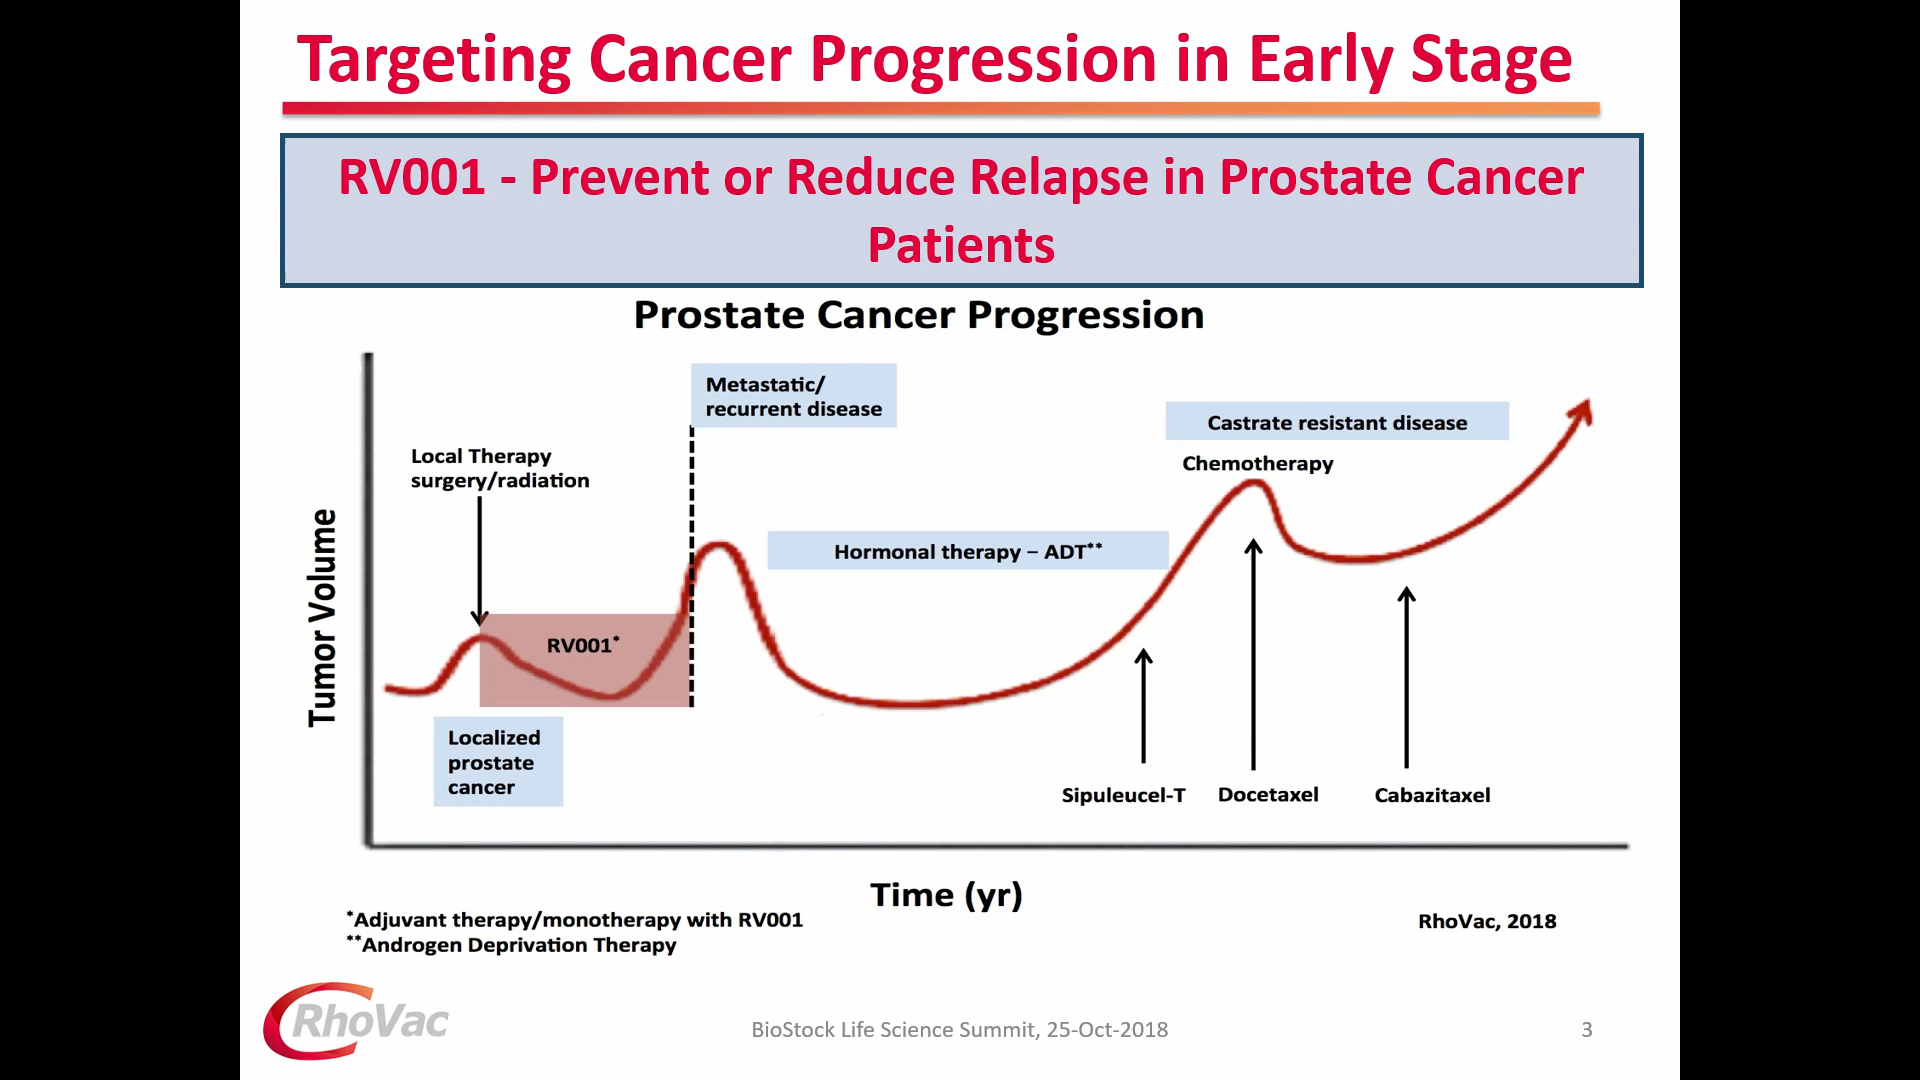 Targeting Cancer Progression in Early Stage
RV001 - Prevent or Reduce Relapse in Prostate Cancer
Patients
Prostate Cancer Progression
Metastatic/
recurrent disease
Castrate resistant disease
Chemotherapy
Local Therapy
surgery/radiation
Hormonal therapy – ADT**
RV001*
Tumor Volume
Localized
prostate
cancer
Sipuleucel-T
Docetaxel
Cabazitaxel
Time (yr)
*Adjuvant therapy/monotherapy with RV001
**Androgen Deprivation Therapy
RhoVac, 2018
RhoVac
BioStock Life Science Summit, 25-Oct-2018
3